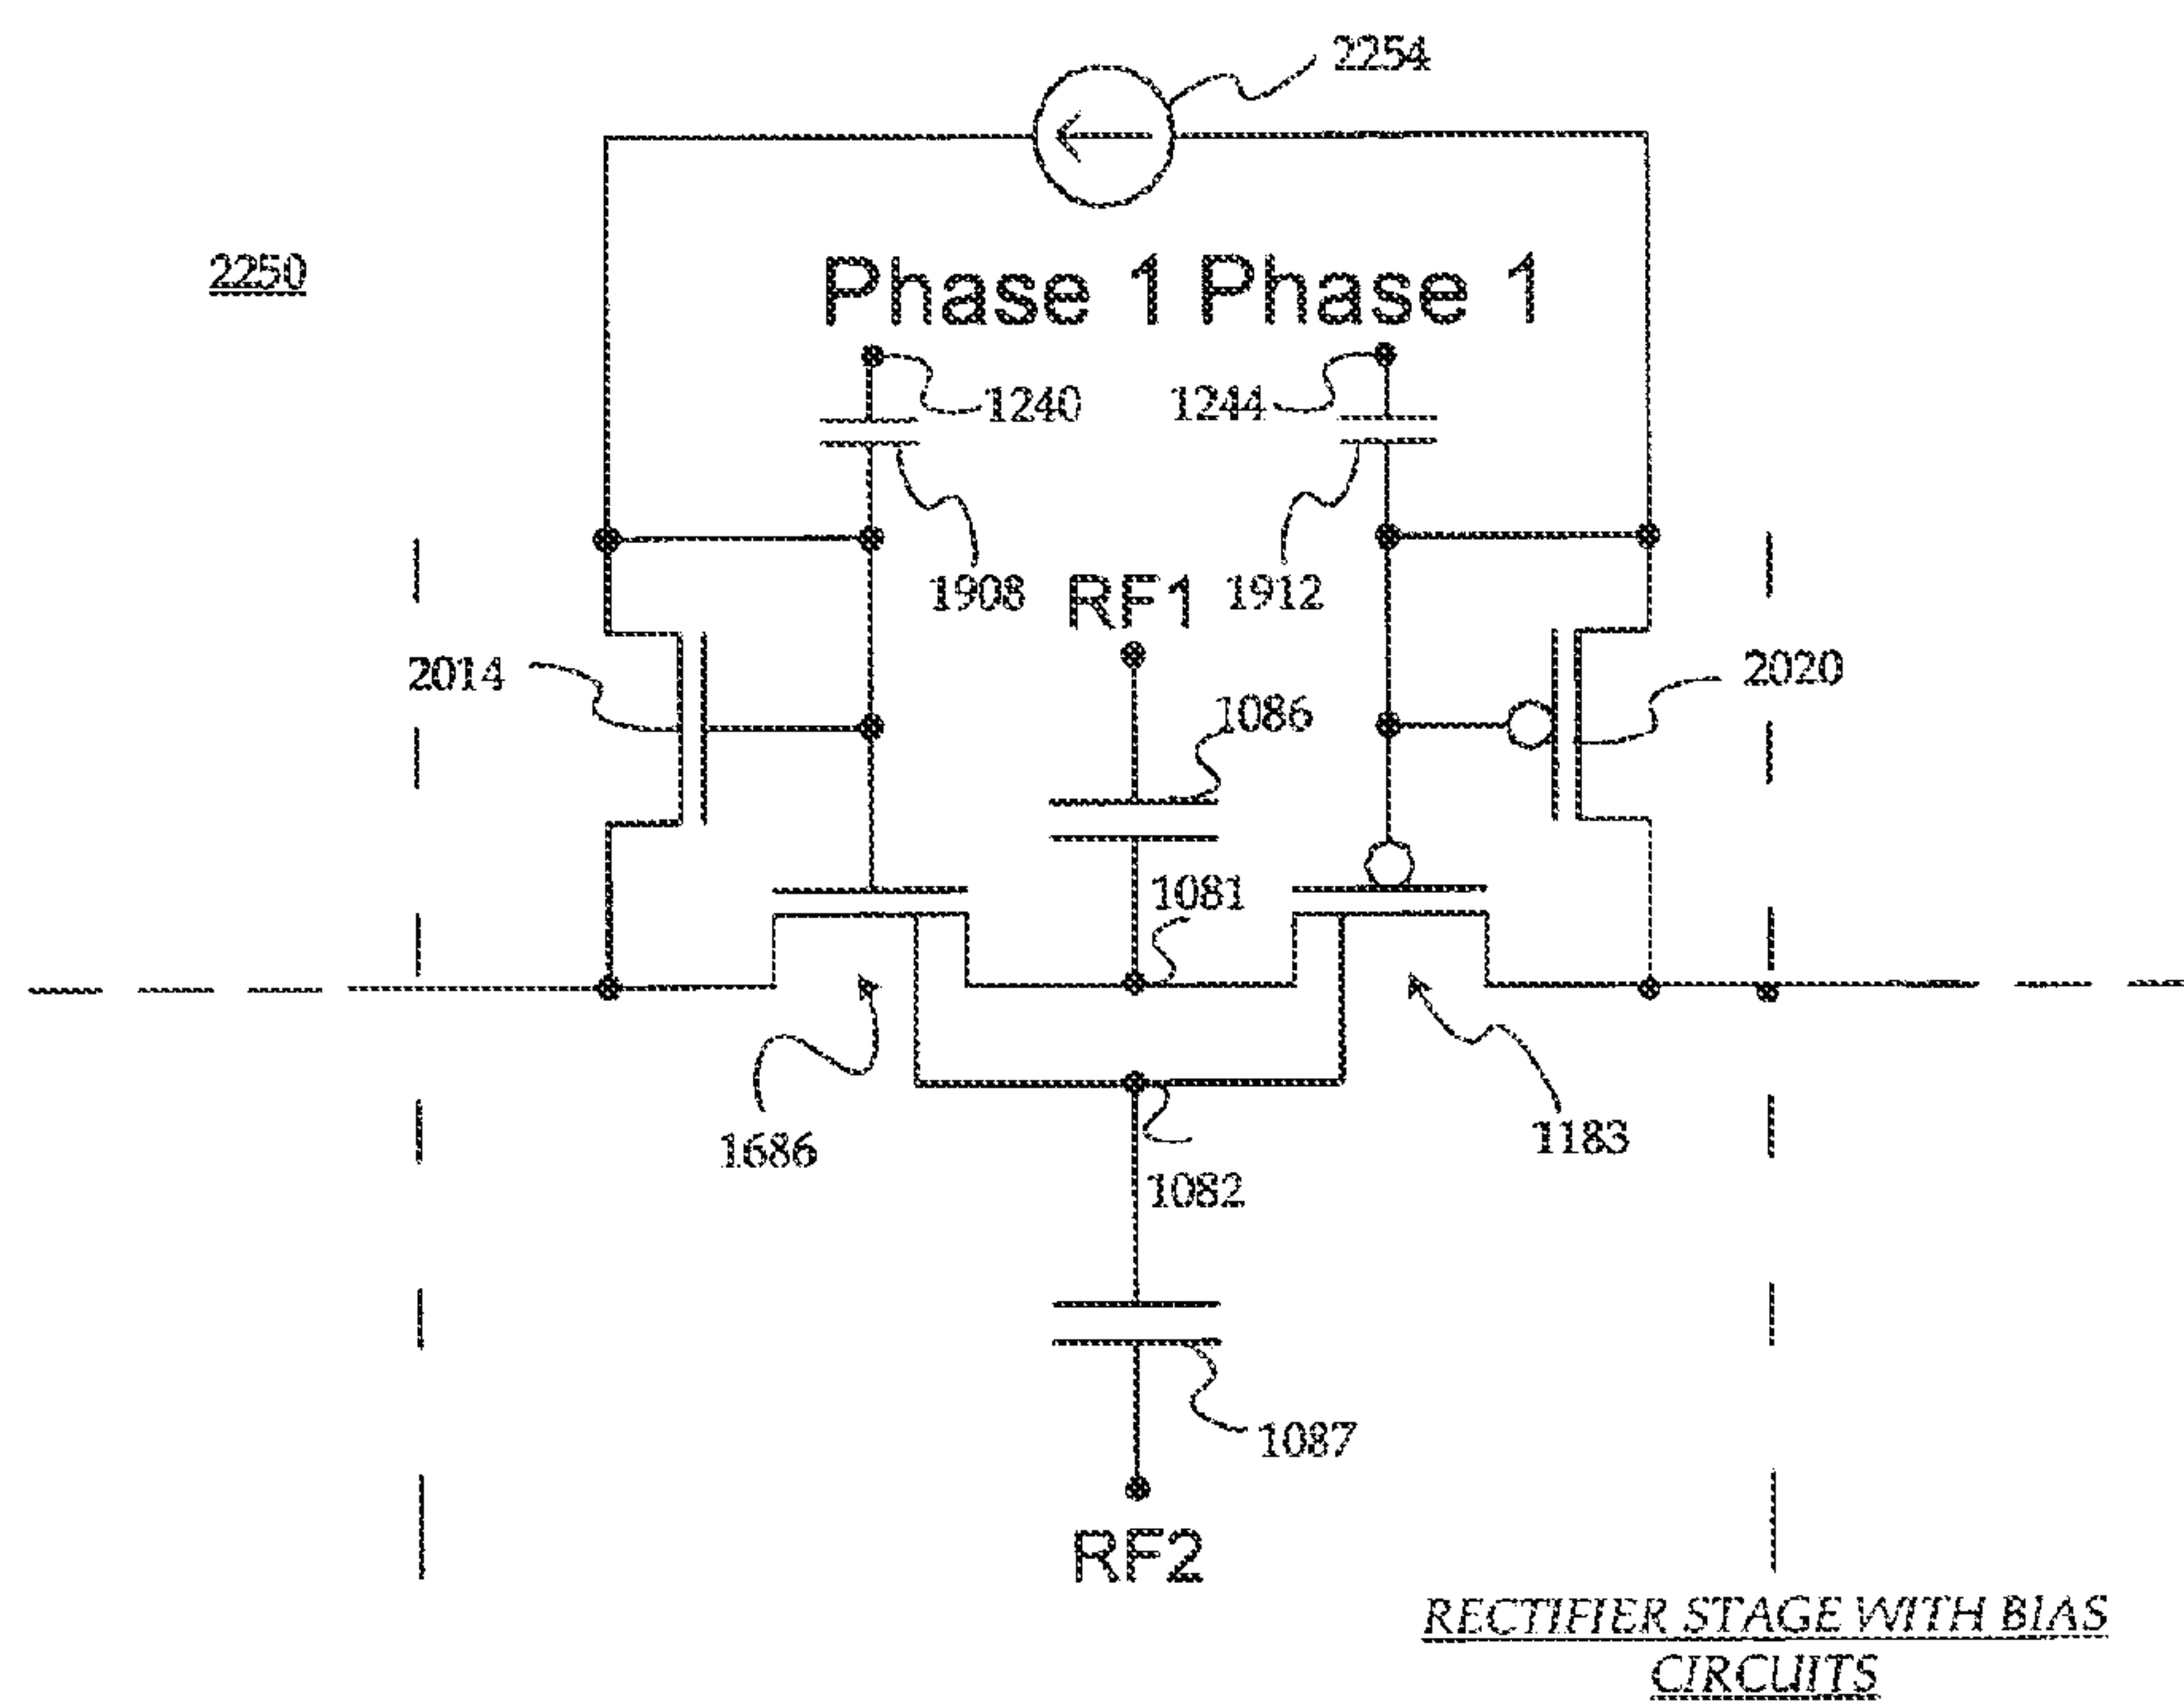 2254
2250
Phase 1 Phase 1
1240
1244
1908
RF1
1912
2014
2020
1086
1081
1686
1183
1082
1087
RF2
RECTIFIER STAGE WITH BIAS
CIRCUITS